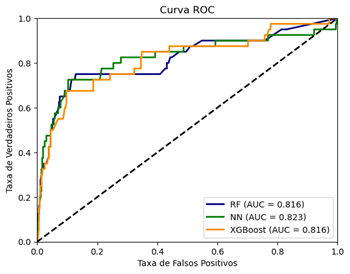 Curva ROC
Taxa de Verdadeiros Positivos
1.0
0.8
0.6
0.4
0.2
0.0
RF (AUC = 0.816)
NN (AUC = 0.823)
XGBoost (AUC = 0.816)
0.0 0.2 0.4 0.6 0.8 1.0
Taxa de Falsos Positivos